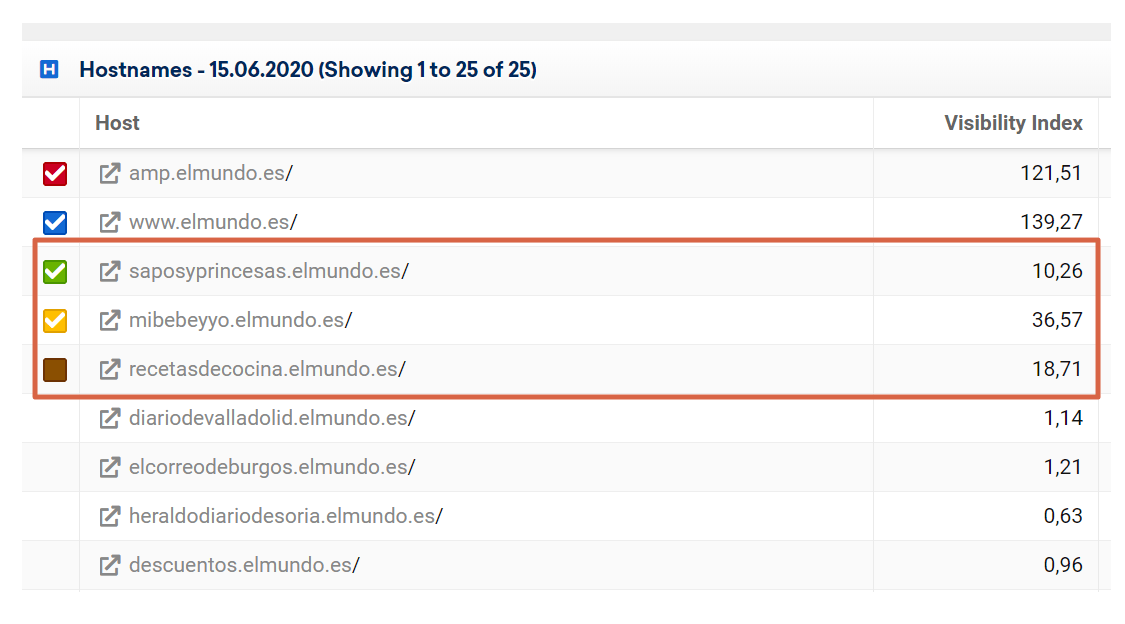 H Hostnames - 15.06.2020 (Showing 1 to 25 of 25)
Host Visibility Index
amp.elmundo.es/ 121,51
www.elmundo.es/ 139,27
saposyprincesas.elmundo.es/ 10,26
mibebeyyo.elmundo.es/ 36,57
recetasdecocina.elmundo.es/ 18,71
diariodevalladolid.elmundo.es/ 1,14
elcorreodeburgos.elmundo.es/ 1,21
heraldodiariodesoria.elmundo.es/ 0,63
descuentos.elmundo.es/ 0,96